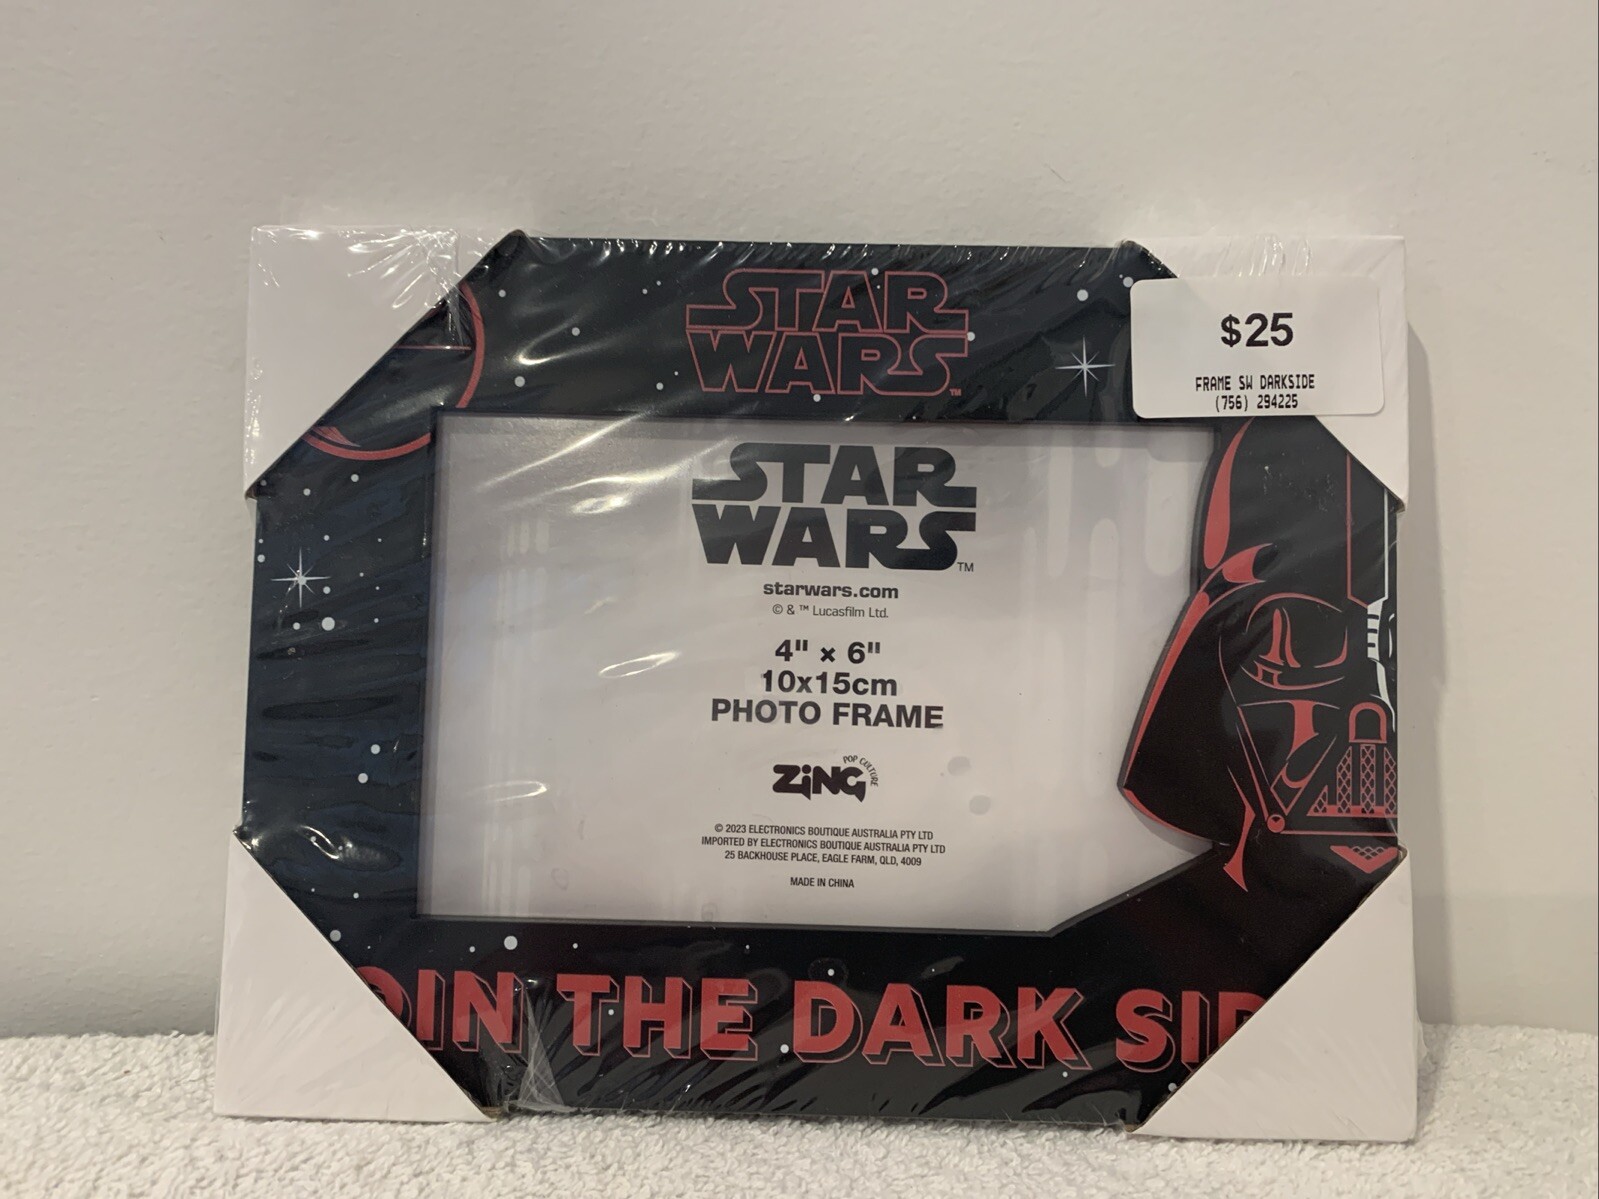 STAR
WARS™
$25
FRAME SW DARKSIDE
(756) 294225
STAR
WARS™
starwars.com
© & ™ Lucasfilm Ltd.
4" × 6"
10x15cm
PHOTO FRAME
ZiNG POP CULTURE
© 2023 ELECTRONICS BOUTIQUE AUSTRALIA PTY LTD
IMPORTED BY ELECTRONICS BOUTIQUE AUSTRALIA PTY LTD
25 BACKHOUSE PLACE, EAGLE FARM, QLD, 4009
MADE IN CHINA
OIN THE DARK SID